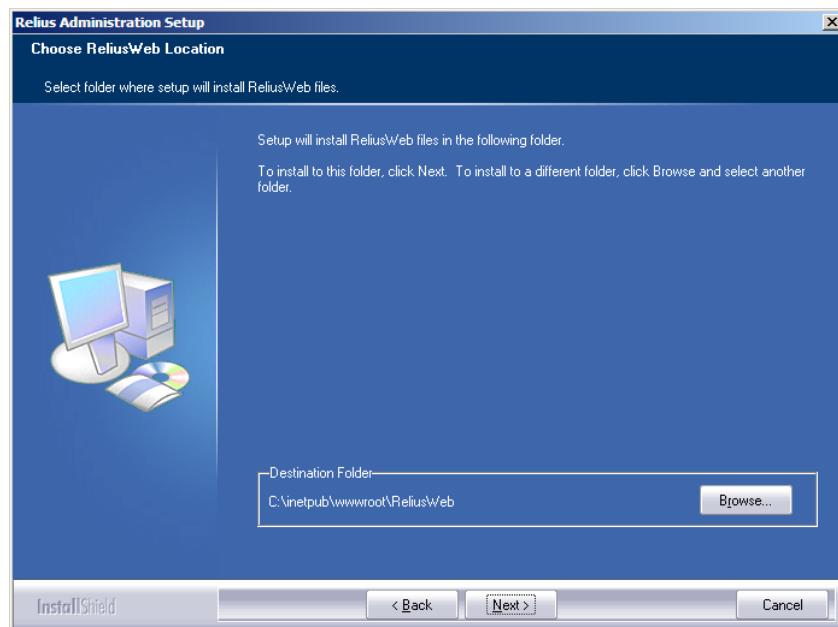 Relius Administration Setup
Choose ReliusWeb Location
Select folder where setup will install ReliusWeb files.
Setup will install ReliusWeb files in the following folder.
To install to this folder, click Next. To install to a different folder, click Browse and select another
folder.
Destination Folder
C:\inetpub\wwwroot\ReliusWeb
Browse...
InstallShield
< Back
Next >
Cancel